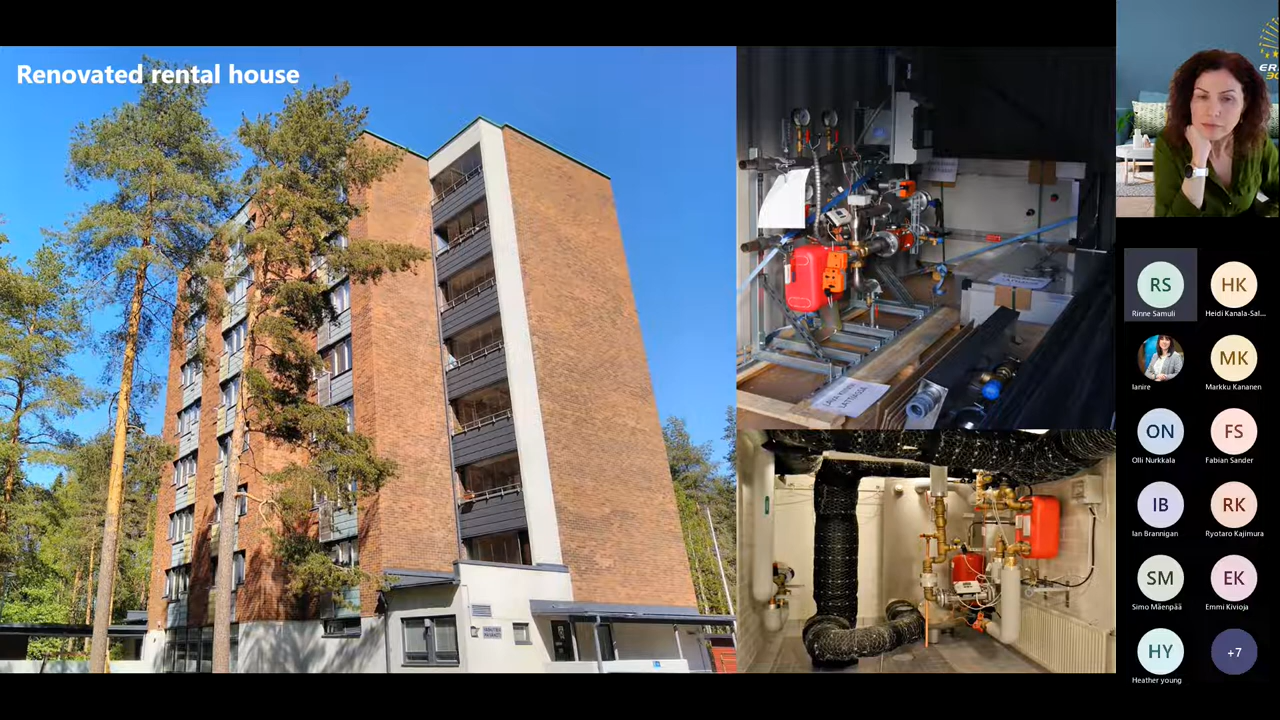 Renovated rental house
RS
Rinne Samuli
HK
Heidi Kanala-Sal...
Ianire
MK
Markku Kananen
ON
Olli Nurkkala
FS
Fabian Sander
IB
Ian Brannigan
RK
Ryotaro Kajimura
SM
Simo Mäenpää
EK
Emmi Kivioja
HY
Heather young
+7